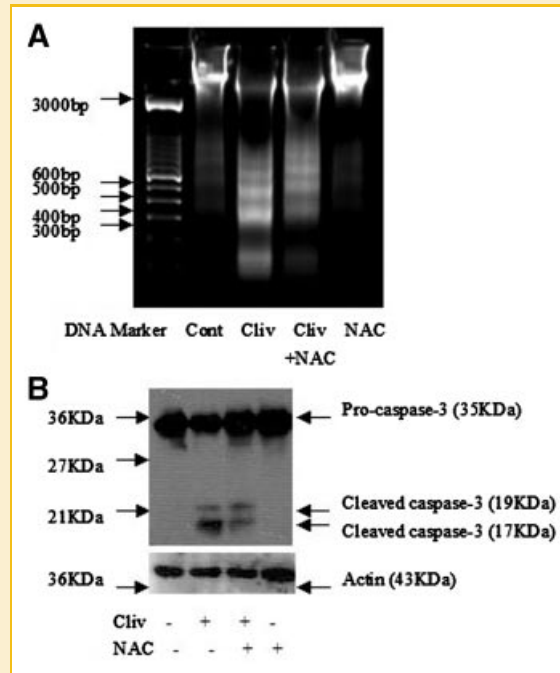 A
3000bp
600bp
500bp
400bp
300bp
DNA Marker Cont Cliv Cliv +NAC NAC
B
36KDa Pro-caspase-3 (35KDa)
27KDa
21KDa Cleaved caspase-3 (19KDa)
Cleaved caspase-3 (17KDa)
36KDa Actin (43KDa)
Cliv - + + -
NAC - - + +